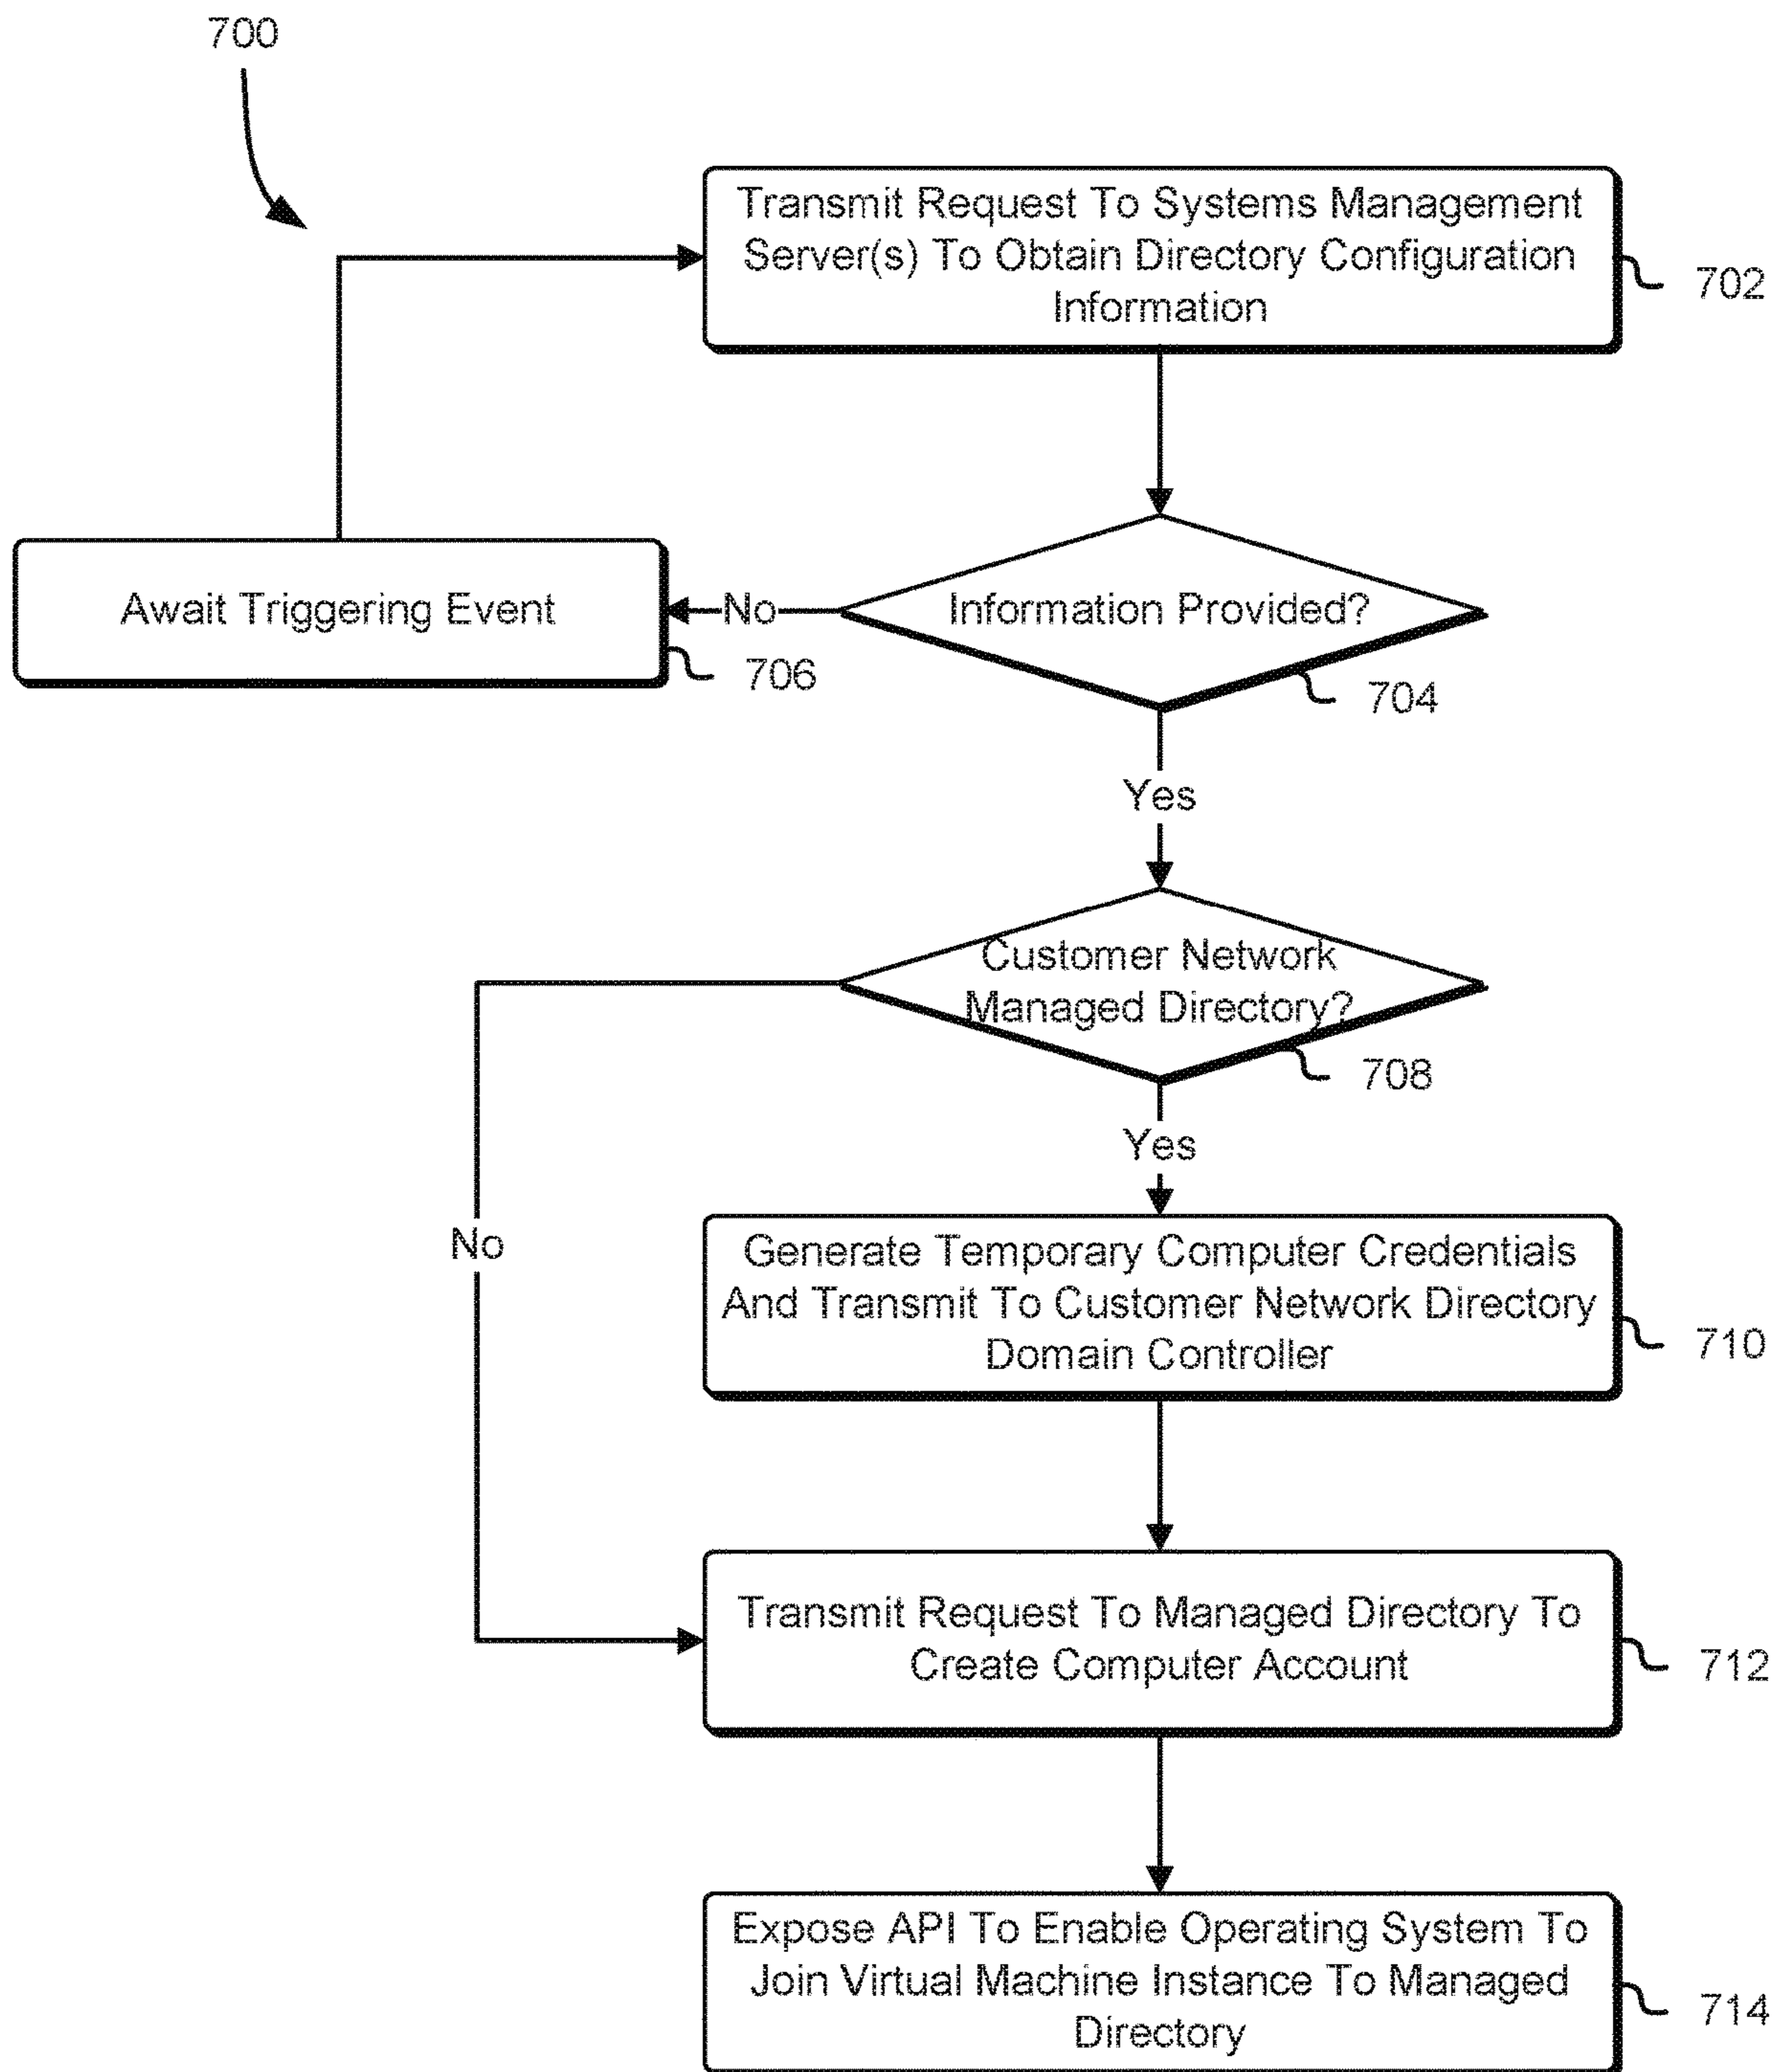 700
Transmit Request To Systems Management
Server(s) To Obtain Directory Configuration
Information
702
Await Triggering Event
706
No
Information Provided?
704
Yes
Customer Network
Managed Directory?
708
Yes
No
Generate Temporary Computer Credentials
And Transmit To Customer Network Directory
Domain Controller
710
Transmit Request To Managed Directory To
Create Computer Account
712
Expose API To Enable Operating System To
Join Virtual Machine Instance To Managed
Directory
714